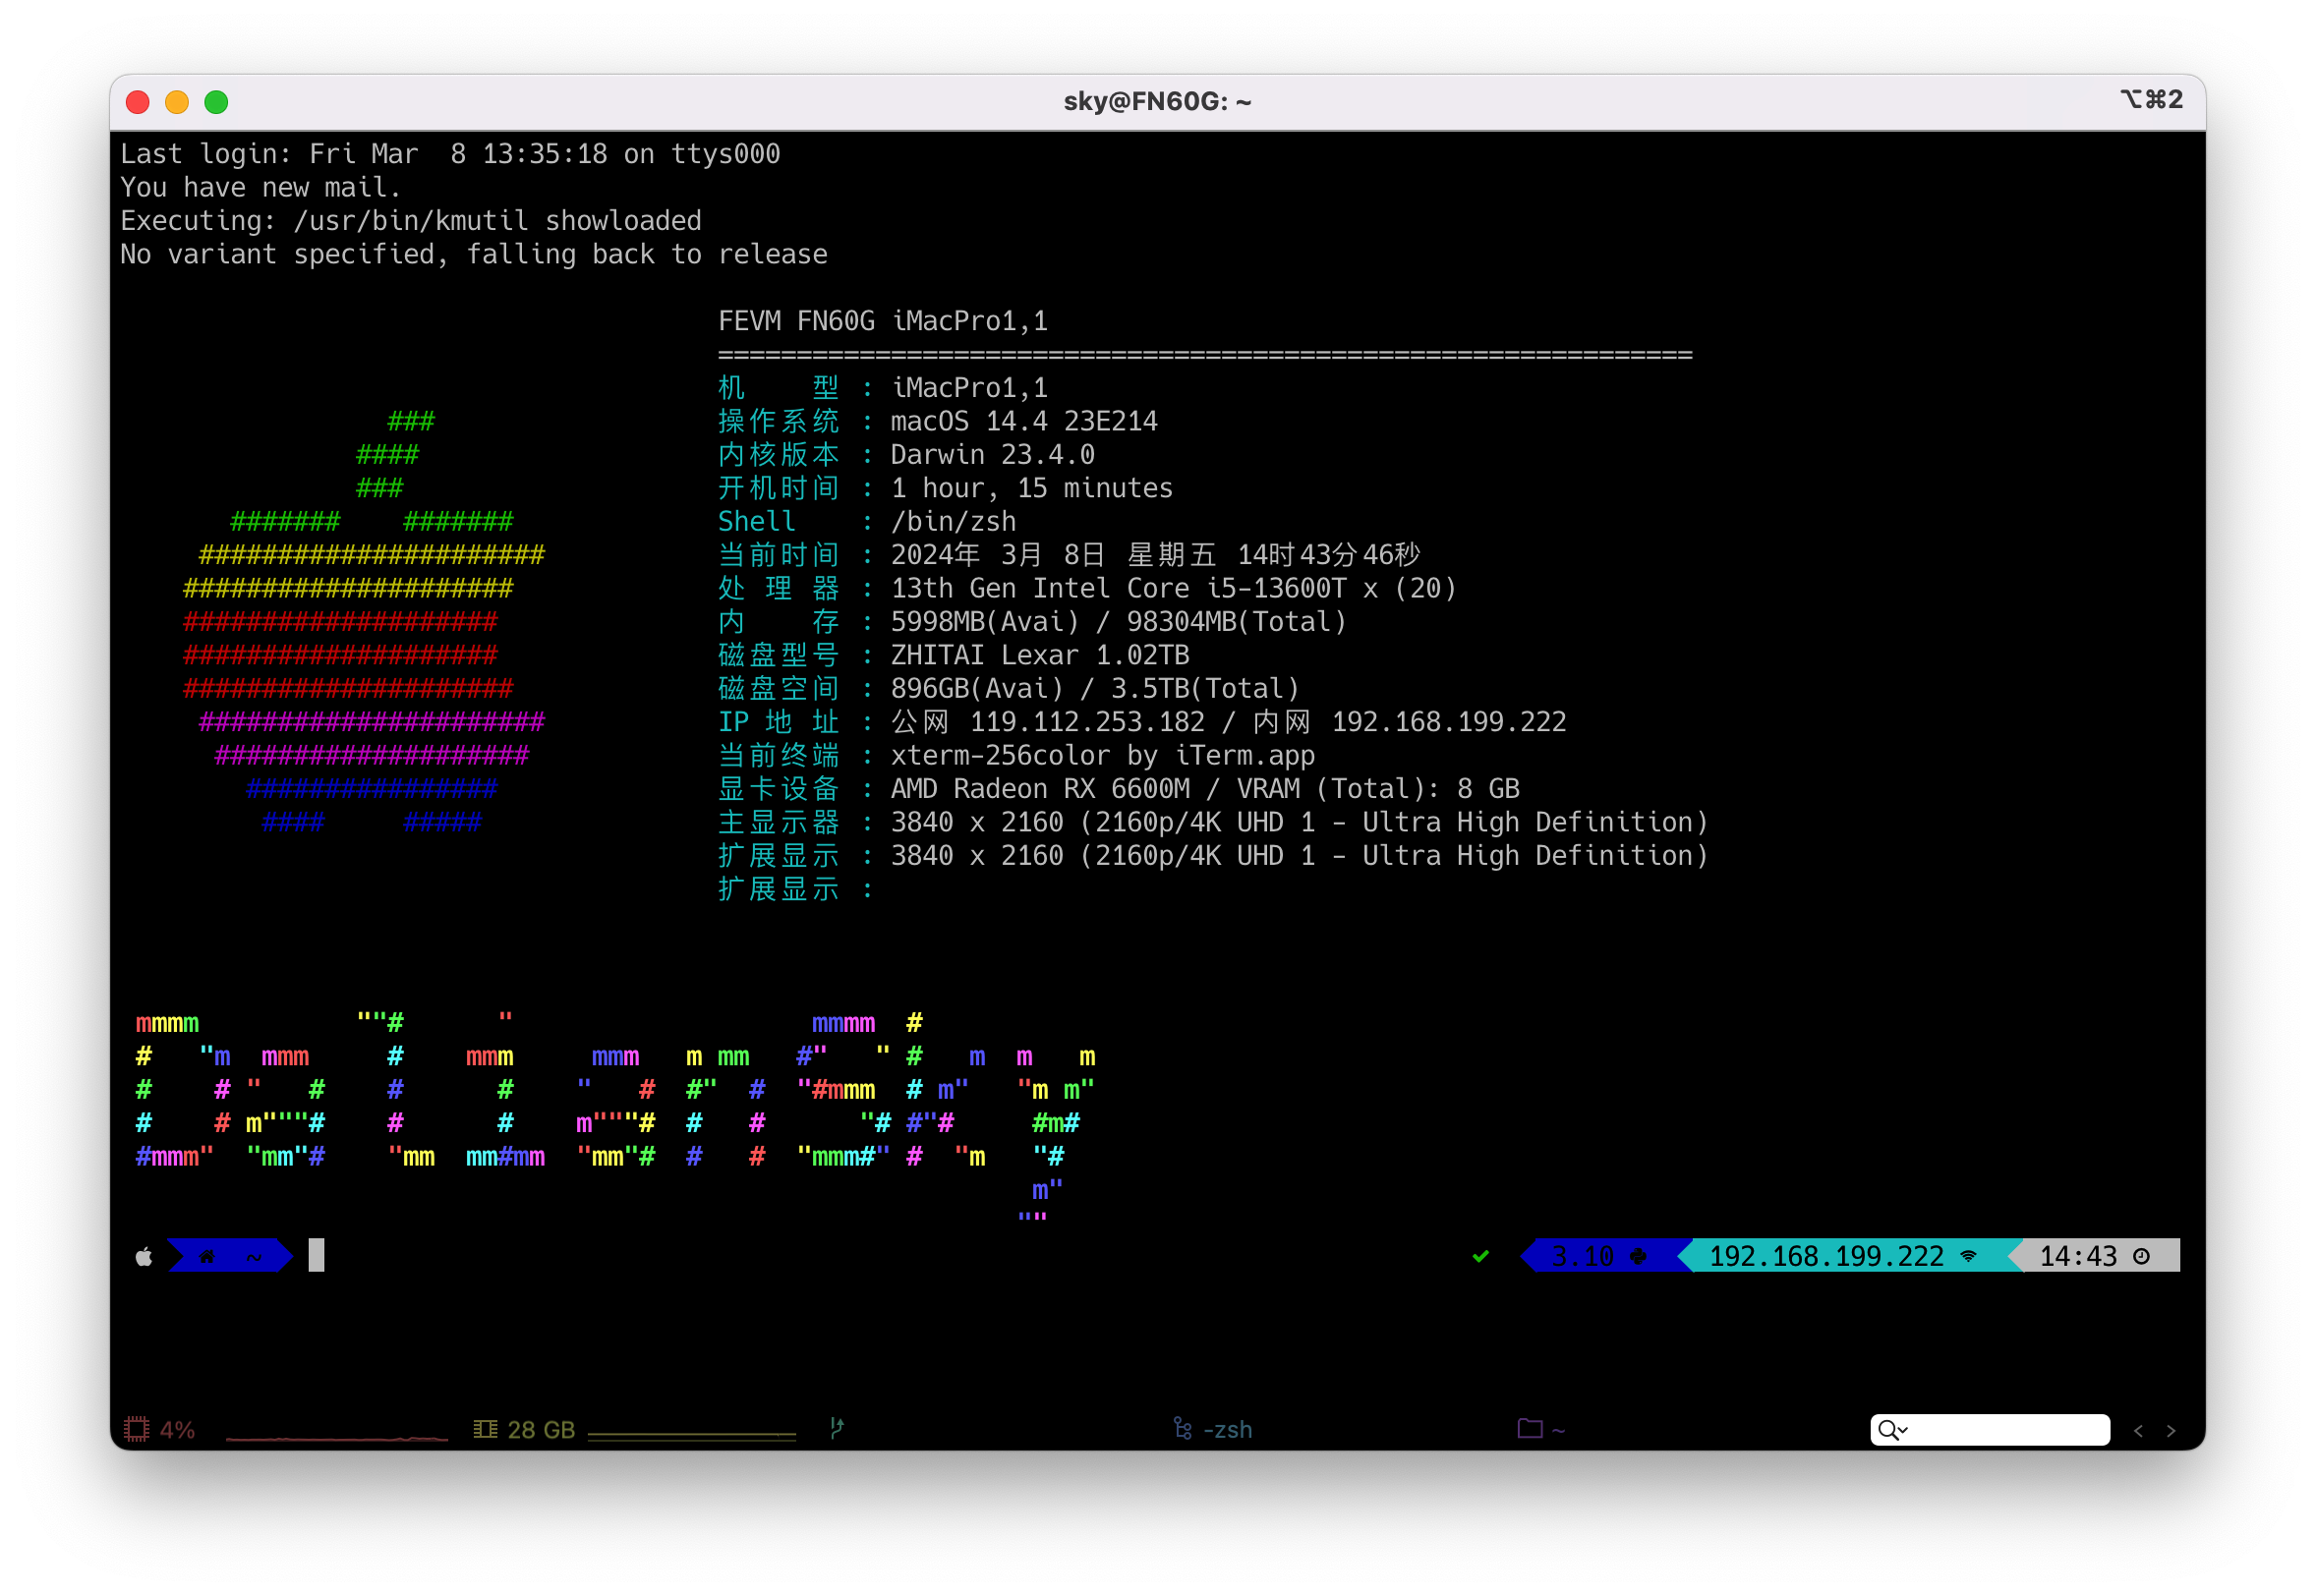 sky@FN60G: ~
⌥⌘2
Last login: Fri Mar  8 13:35:18 on ttys000
You have new mail.
Executing: /usr/bin/kmutil showloaded
No variant specified, falling back to release
FEVM FN60G iMacPro1,1
==============================================================
机    型 : iMacPro1,1
操作系统 : macOS 14.4 23E214
内核版本 : Darwin 23.4.0
开机时间 : 1 hour, 15 minutes
Shell    : /bin/zsh
当前时间 : 2024年 3月 8日 星期五 14时43分46秒
处 理 器 : 13th Gen Intel Core i5-13600T x (20)
内    存 : 5998MB(Avai) / 98304MB(Total)
磁盘型号 : ZHITAI Lexar 1.02TB
磁盘空间 : 896GB(Avai) / 3.5TB(Total)
IP 地 址 : 公网 119.112.253.182 / 内网 192.168.199.222
当前终端 : xterm-256color by iTerm.app
显卡设备 : AMD Radeon RX 6600M / VRAM (Total): 8 GB
主显示器 : 3840 x 2160 (2160p/4K UHD 1 - Ultra High Definition)
扩展显示 : 3840 x 2160 (2160p/4K UHD 1 - Ultra High Definition)
扩展显示 :
DalianSky
~ 3.10 192.168.199.222 14:43
4% 28 GB -zsh ~